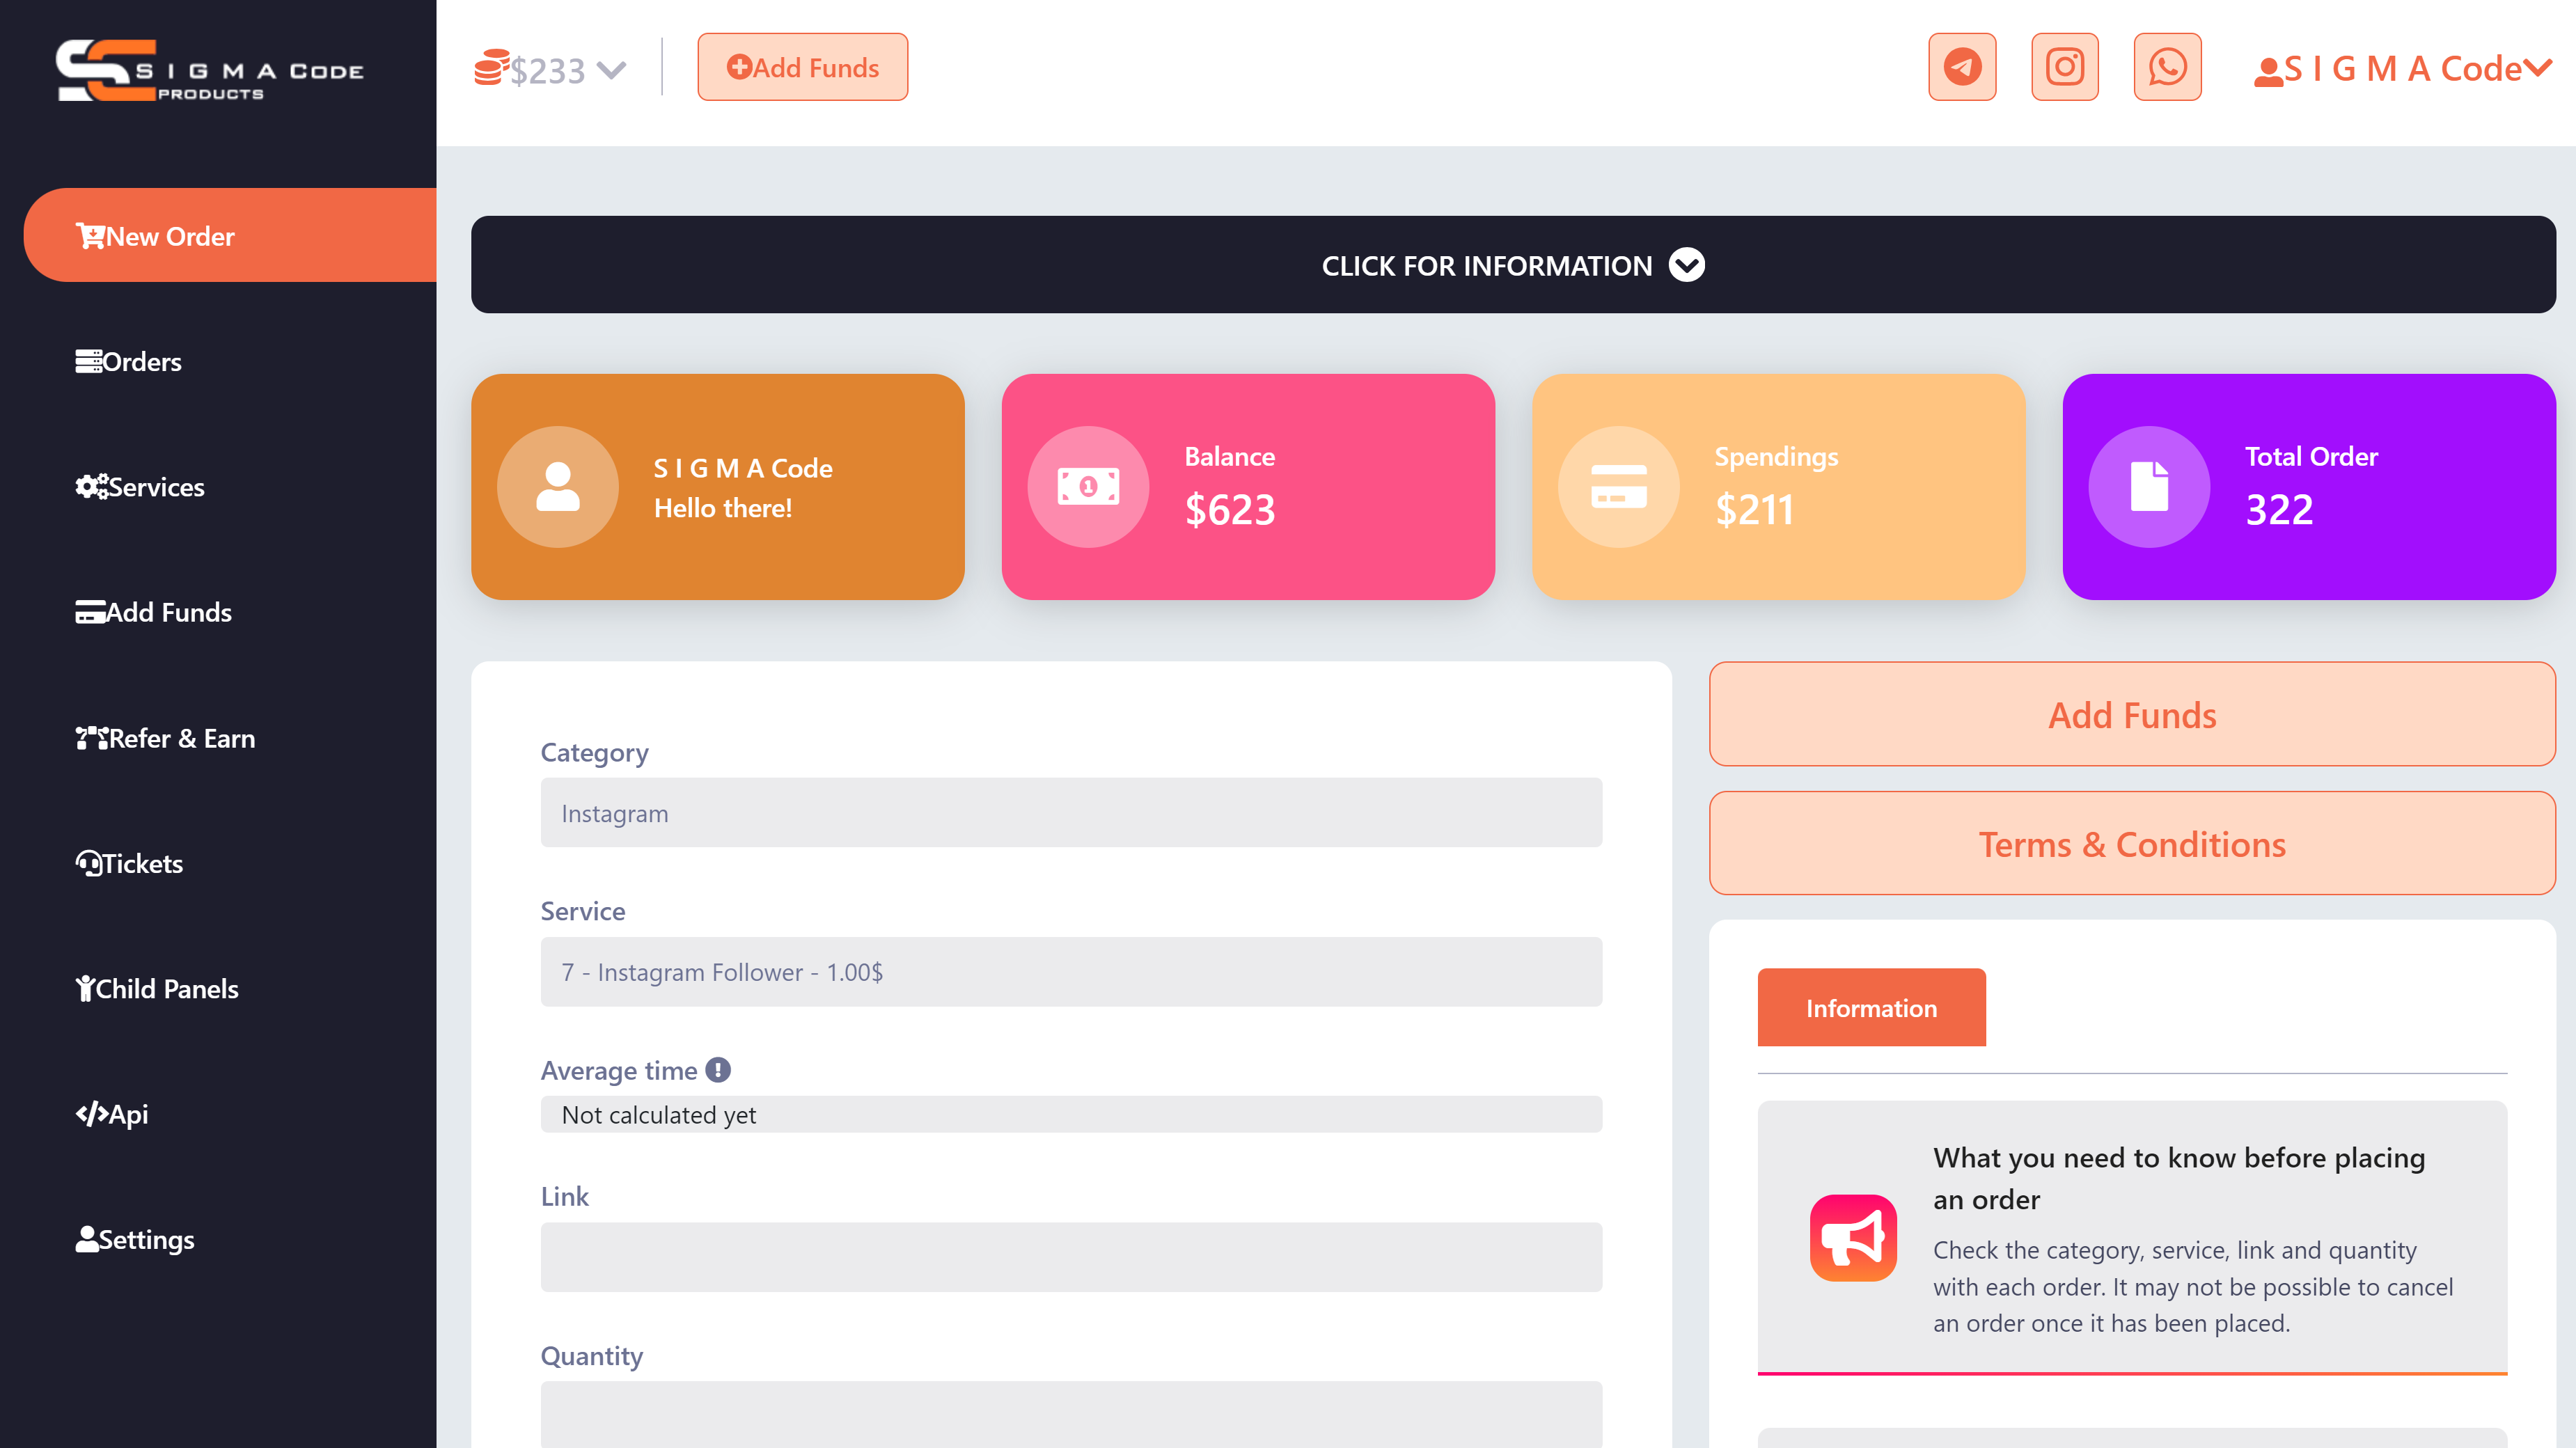 S I G M A CODE
PRODUCTS
$233
Add Funds
S I G M A Code
New Order
Orders
Services
Add Funds
Refer & Earn
Tickets
Child Panels
Api
Settings
CLICK FOR INFORMATION
S I G M A Code
Hello there!
Balance
$623
Spendings
$211
Total Order
322
Category
Instagram
Service
7 - Instagram Follower - 1.00$
Average time
Not calculated yet
Link
Quantity
Add Funds
Terms & Conditions
Information
What you need to know before placing
an order
Check the category, service, link and quantity
with each order. It may not be possible to cancel
an order once it has been placed.